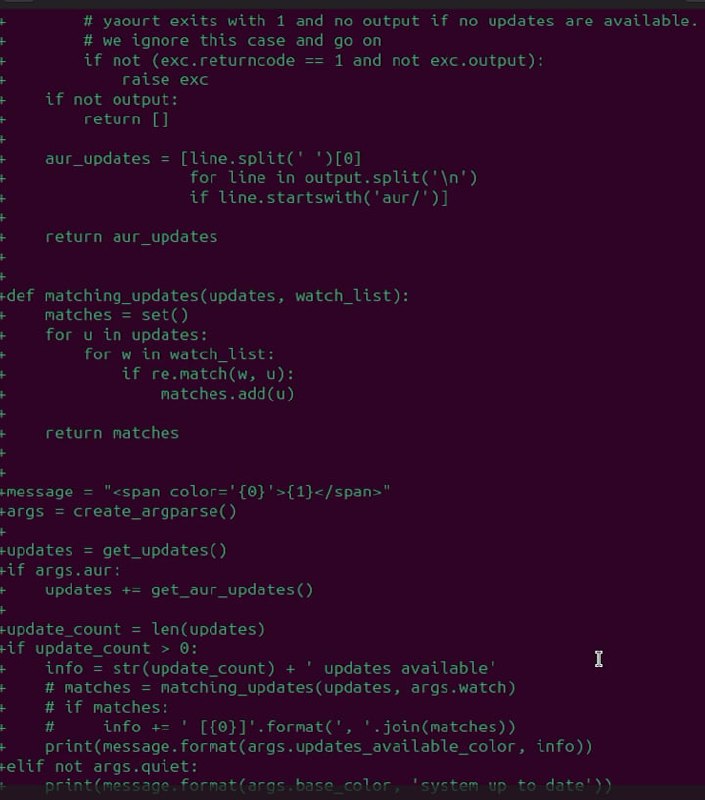 +        # yaourt exits with 1 and no output if no updates are available.
+        # we ignore this case and go on
+        if not (exc.returncode == 1 and not exc.output):
+            raise exc
+    if not output:
+        return []
+
+    aur_updates = [line.split(' ')[0]
+                   for line in output.split('\n')
+                   if line.startswith('aur/')]
+
+    return aur_updates
+
+
+def matching_updates(updates, watch_list):
+    matches = set()
+    for u in updates:
+        for w in watch_list:
+            if re.match(w, u):
+                matches.add(u)
+
+    return matches
+
+
+message = "<span color='{0}'>{1}</span>"
+args = create_argparse()
+
+updates = get_updates()
+if args.aur:
+    updates += get_aur_updates()
+
+update_count = len(updates)
+if update_count > 0:
+    info = str(update_count) + ' updates available'
+    # matches = matching_updates(updates, args.watch)
+    # if matches:
+    #     info += ' [{0}]'.format(', '.join(matches))
+    print(message.format(args.updates_available_color, info))
+elif not args.quiet:
+    print(message.format(args.base_color, 'system up to date'))